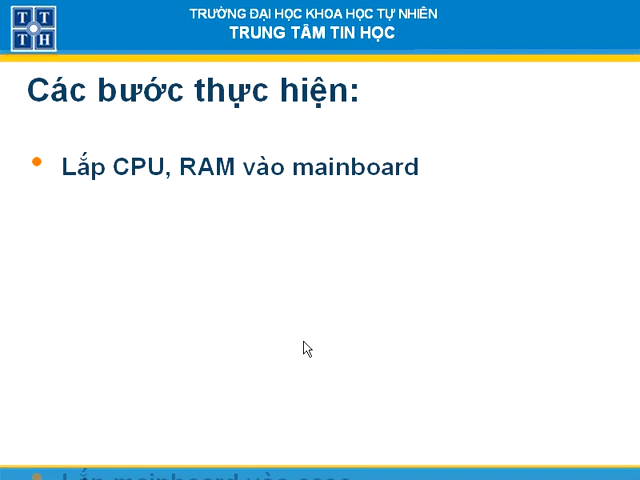 TRƯỜNG ĐẠI HỌC KHOA HỌC TỰ NHIÊN
T T
T H
TRUNG TÂM TIN HỌC
Các bước thực hiện:
• Lắp CPU, RAM vào mainboard